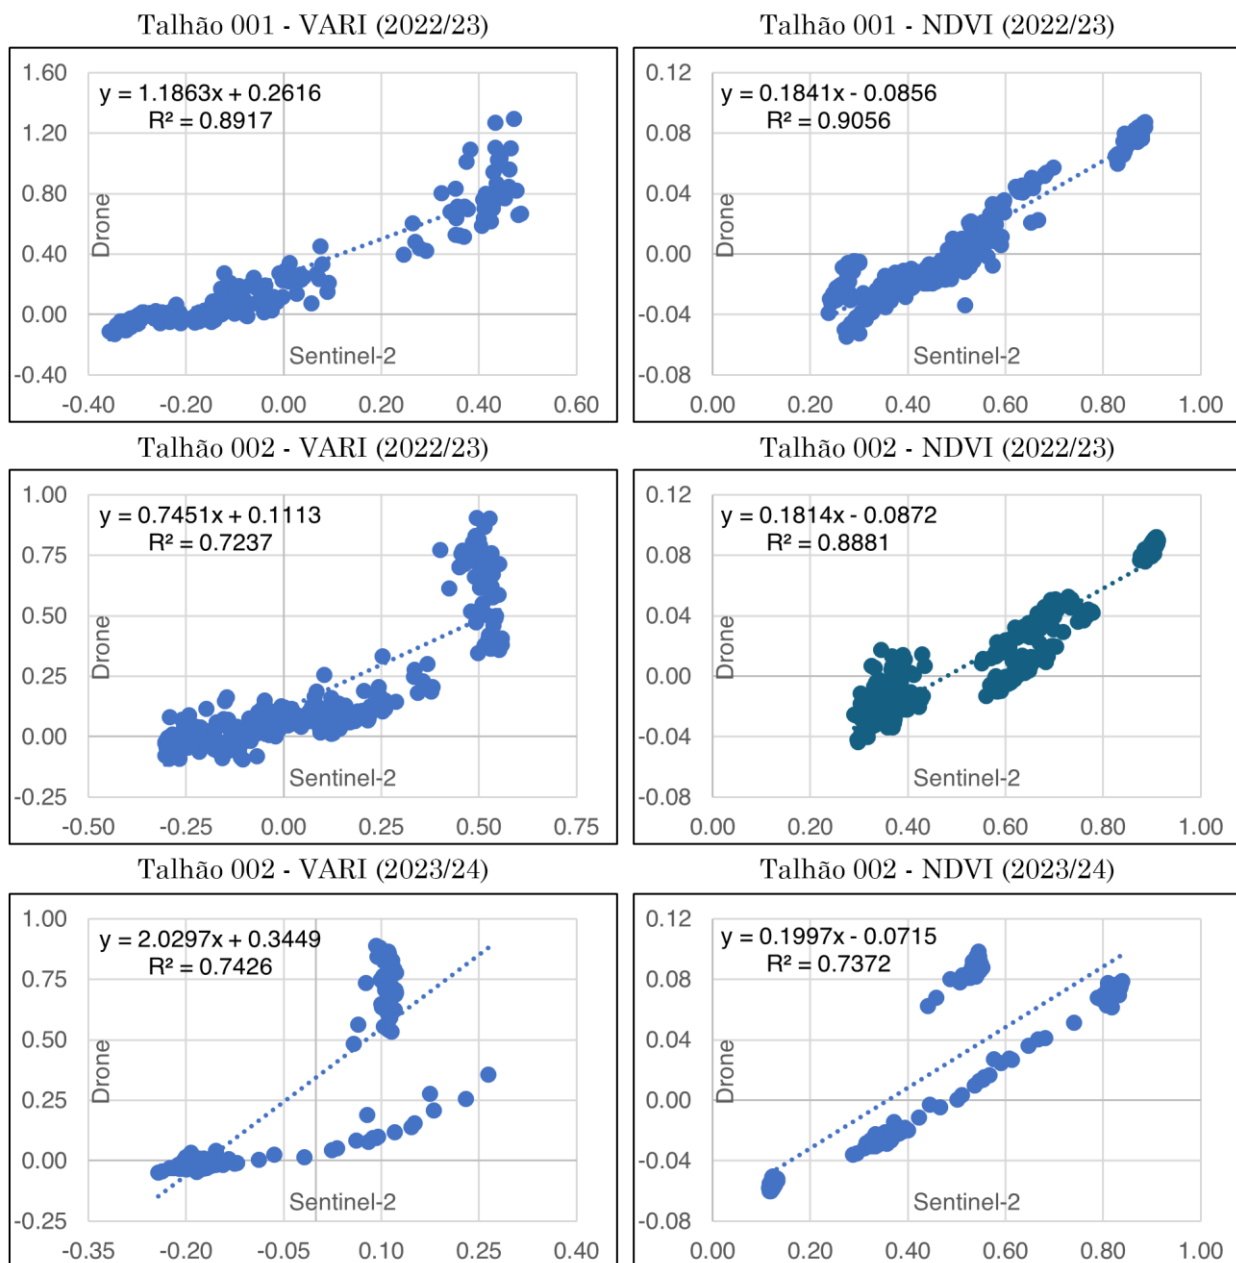 Talhão 001 - VARI (2022/23)
1.60
1.20
0.80
0.40
0.00
-0.40
y = 1.1863x + 0.2616
R² = 0.8917
Drone
Sentinel-2
-0.40 -0.20 0.00 0.20 0.40 0.60
Talhão 001 - NDVI (2022/23)
0.12
0.08
0.04
0.00
-0.04
-0.08
y = 0.1841x - 0.0856
R² = 0.9056
Drone
Sentinel-2
0.00 0.20 0.40 0.60 0.80 1.00
Talhão 002 - VARI (2022/23)
1.00
0.75
0.50
0.25
0.00
-0.25
y = 0.7451x + 0.1113
R² = 0.7237
Drone
Sentinel-2
-0.50 -0.25 0.00 0.25 0.50 0.75
Talhão 002 - NDVI (2022/23)
0.12
0.08
0.04
0.00
-0.04
-0.08
y = 0.1814x - 0.0872
R² = 0.8881
Drone
Sentinel-2
0.00 0.20 0.40 0.60 0.80 1.00
Talhão 002 - VARI (2023/24)
1.00
0.75
0.50
0.25
0.00
-0.25
y = 2.0297x + 0.3449
R² = 0.7426
Drone
Sentinel-2
-0.35 -0.20 -0.05 0.10 0.25 0.40
Talhão 002 - NDVI (2023/24)
0.12
0.08
0.04
0.00
-0.04
-0.08
y = 0.1997x - 0.0715
R² = 0.7372
Drone
Sentinel-2
0.00 0.20 0.40 0.60 0.80 1.00